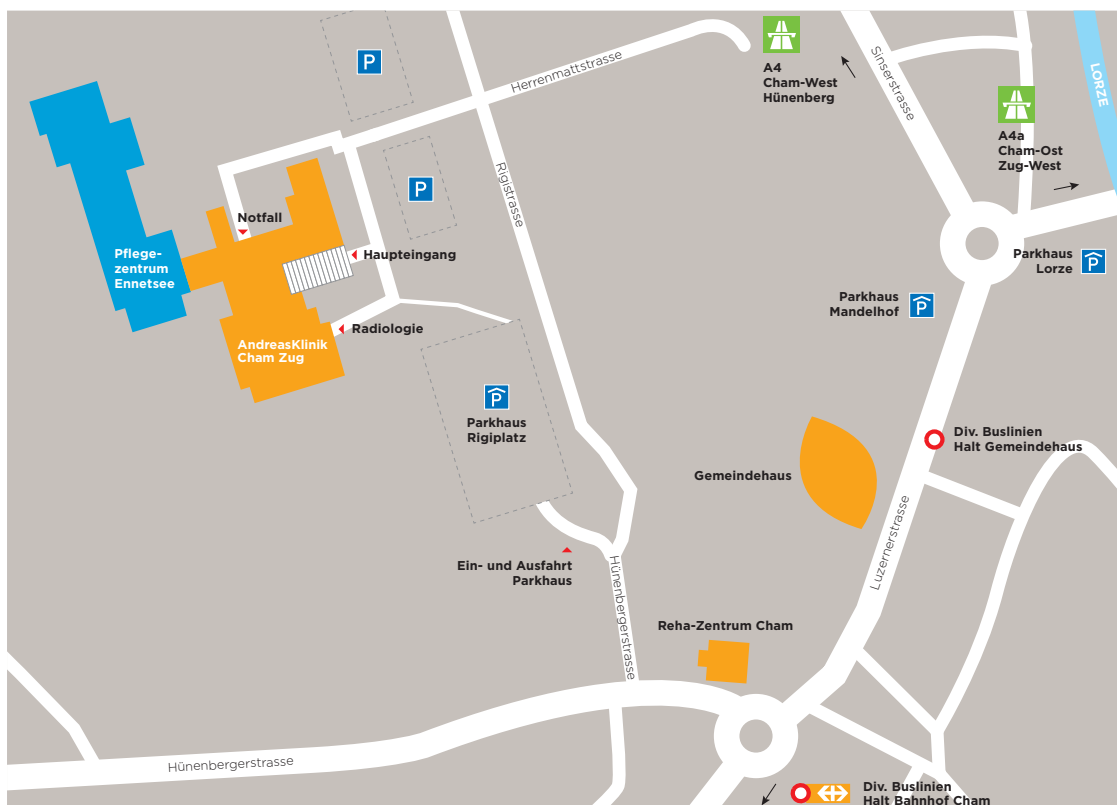 P
A4
Cham-West
Hünenberg
Sinserstrasse
LORZE
Herrenmattstrasse
A4a
Cham-Ost
Zug-West
P
Rigistrasse
Notfall
Haupteingang
Pflege-
zentrum
Ennetsee
Parkhaus
Lorze
P
Parkhaus
Mandelhof
P
Radiologie
AndreasKlinik
Cham Zug
P
Parkhaus
Rigiplatz
Div. Buslinien
Halt Gemeindehaus
Gemeindehaus
Luzernerstrasse
Ein- und Ausfahrt
Parkhaus
Hünenbergerstrasse
Reha-Zentrum Cham
Hünenbergerstrasse
Div. Buslinien
Halt Bahnhof Cham